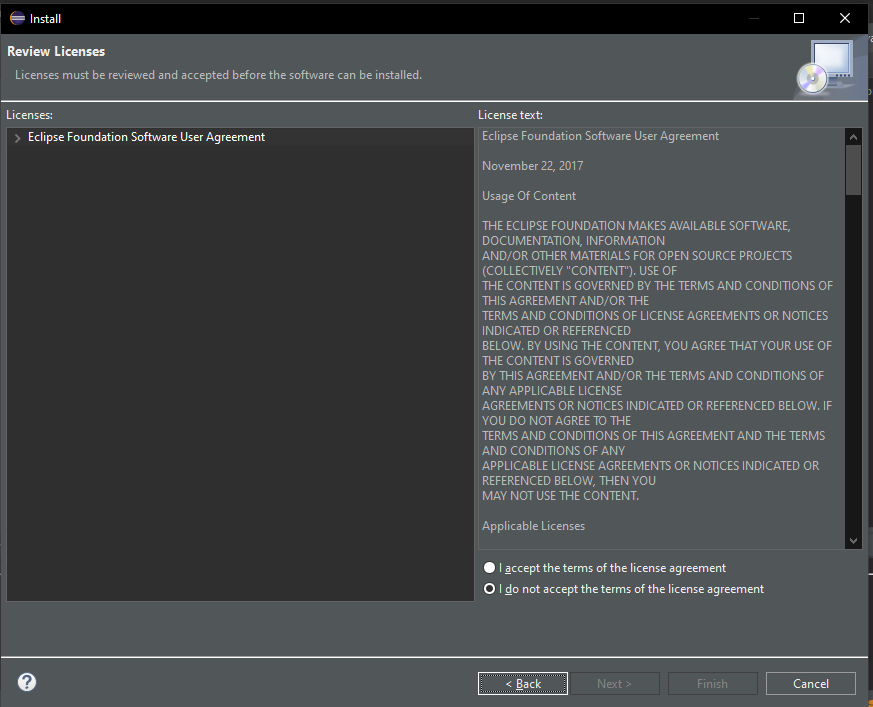 Install
Review Licenses
Licenses must be reviewed and accepted before the software can be installed.
Licenses:
Eclipse Foundation Software User Agreement
License text:
Eclipse Foundation Software User Agreement
November 22, 2017
Usage Of Content
THE ECLIPSE FOUNDATION MAKES AVAILABLE SOFTWARE,
DOCUMENTATION, INFORMATION
AND/OR OTHER MATERIALS FOR OPEN SOURCE PROJECTS
(COLLECTIVELY "CONTENT"). USE OF
THE CONTENT IS GOVERNED BY THE TERMS AND CONDITIONS OF
THIS AGREEMENT AND/OR THE
TERMS AND CONDITIONS OF LICENSE AGREEMENTS OR NOTICES
INDICATED OR REFERENCED
BELOW. BY USING THE CONTENT, YOU AGREE THAT YOUR USE OF
THE CONTENT IS GOVERNED
BY THIS AGREEMENT AND/OR THE TERMS AND CONDITIONS OF
ANY APPLICABLE LICENSE
AGREEMENTS OR NOTICES INDICATED OR REFERENCED BELOW. IF
YOU DO NOT AGREE TO THE
TERMS AND CONDITIONS OF THIS AGREEMENT AND THE TERMS
AND CONDITIONS OF ANY
APPLICABLE LICENSE AGREEMENTS OR NOTICES INDICATED OR
REFERENCED BELOW, THEN YOU
MAY NOT USE THE CONTENT.
Applicable Licenses
I accept the terms of the license agreement
I do not accept the terms of the license agreement
?
< Back
Next >
Finish
Cancel